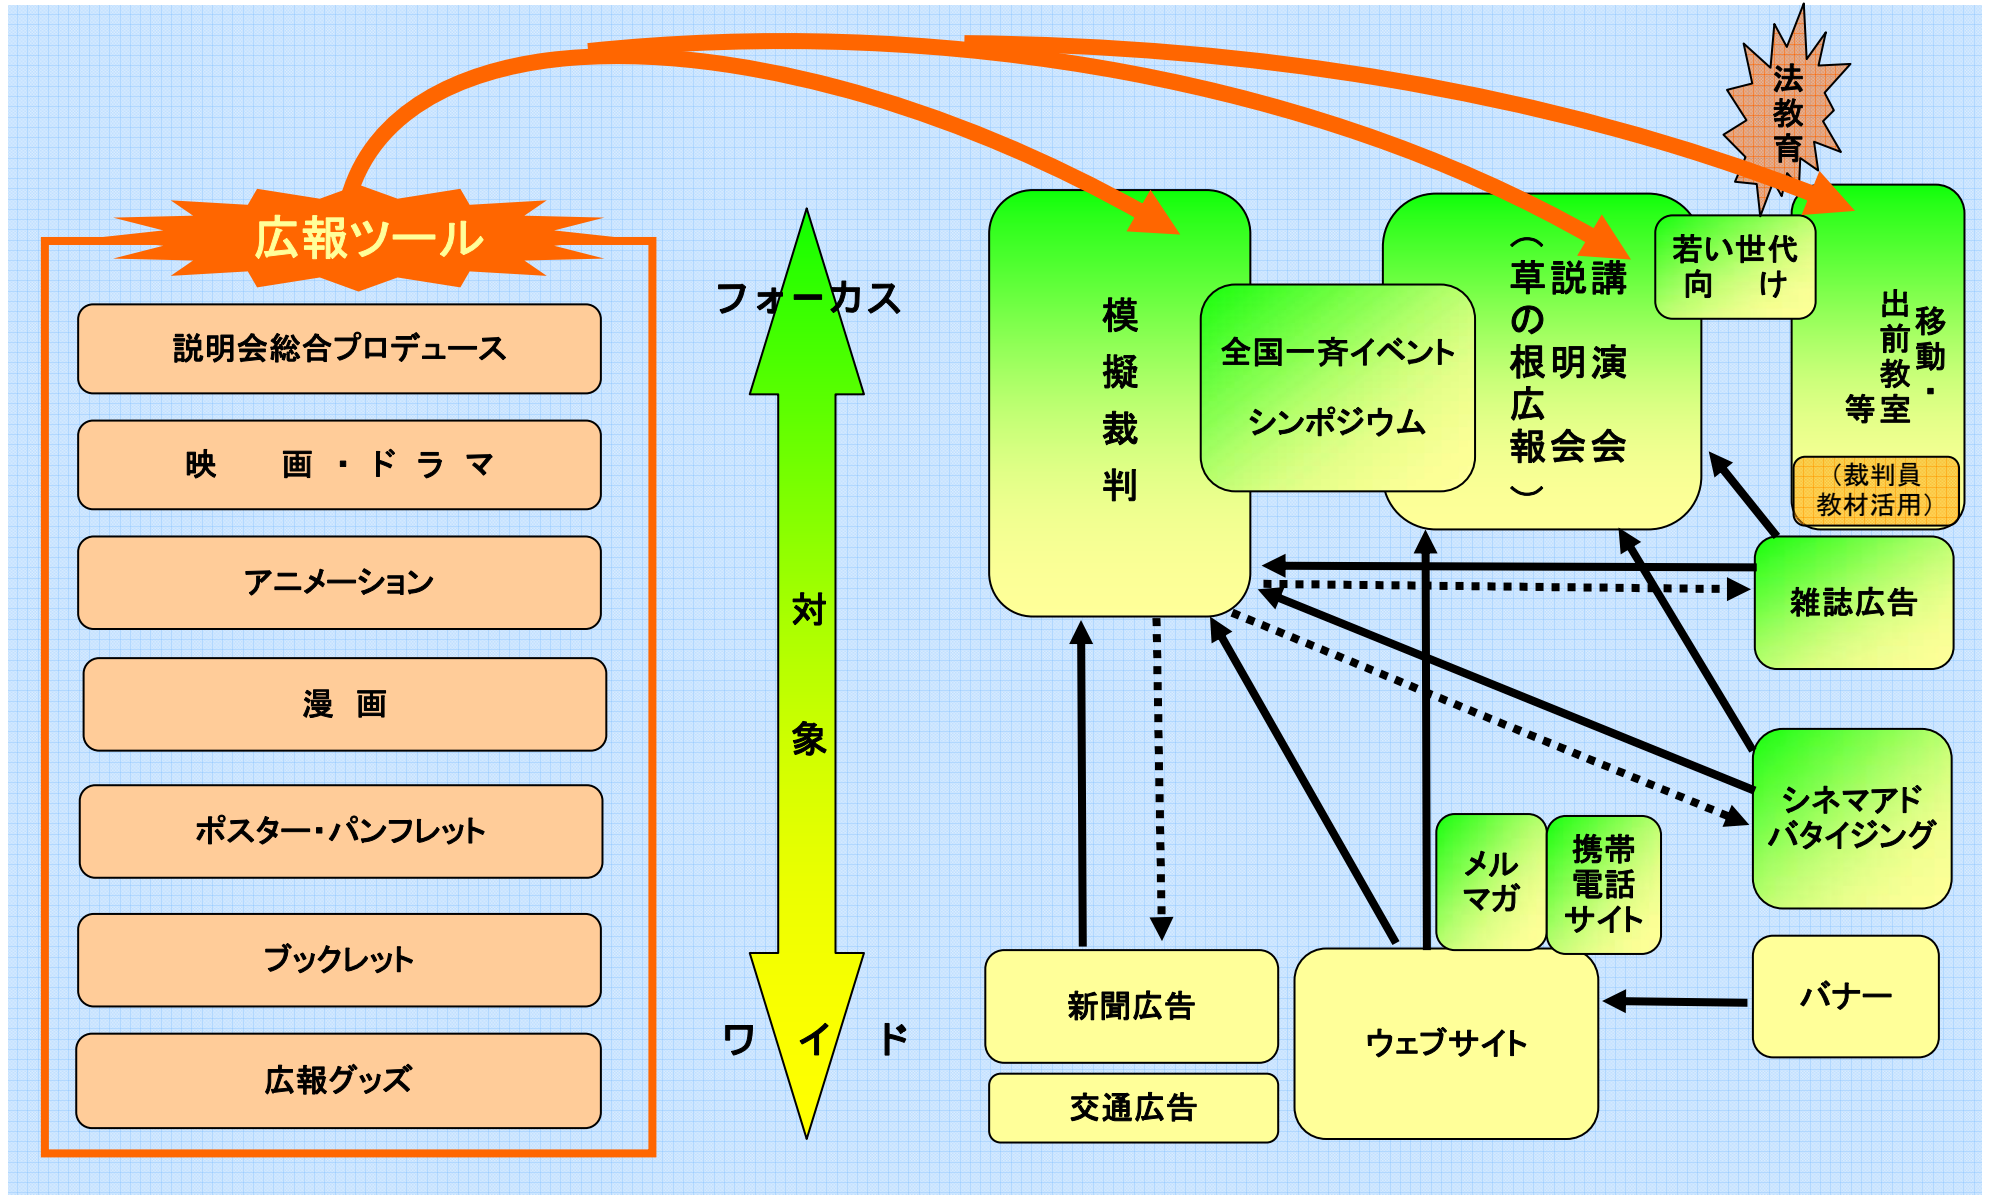 法教育
広報ツール
説明会総合プロデュース
映 画・ドラマ
アニメーション
漫 画
ポスター・パンフレット
ブックレット
広報グッズ
フォーカス
対
象
ワ イ ド
模擬裁判
全国一斉イベント
シンポジウム
講演会
説明会
（草の根広報）
若い世代
向 け
移動・
出前教室
等
（裁判員
教材活用）
雑誌広告
シネマアド
バタイジング
メル
マガ
携帯
電話
サイト
バナー
新聞広告
交通広告
ウェブサイト